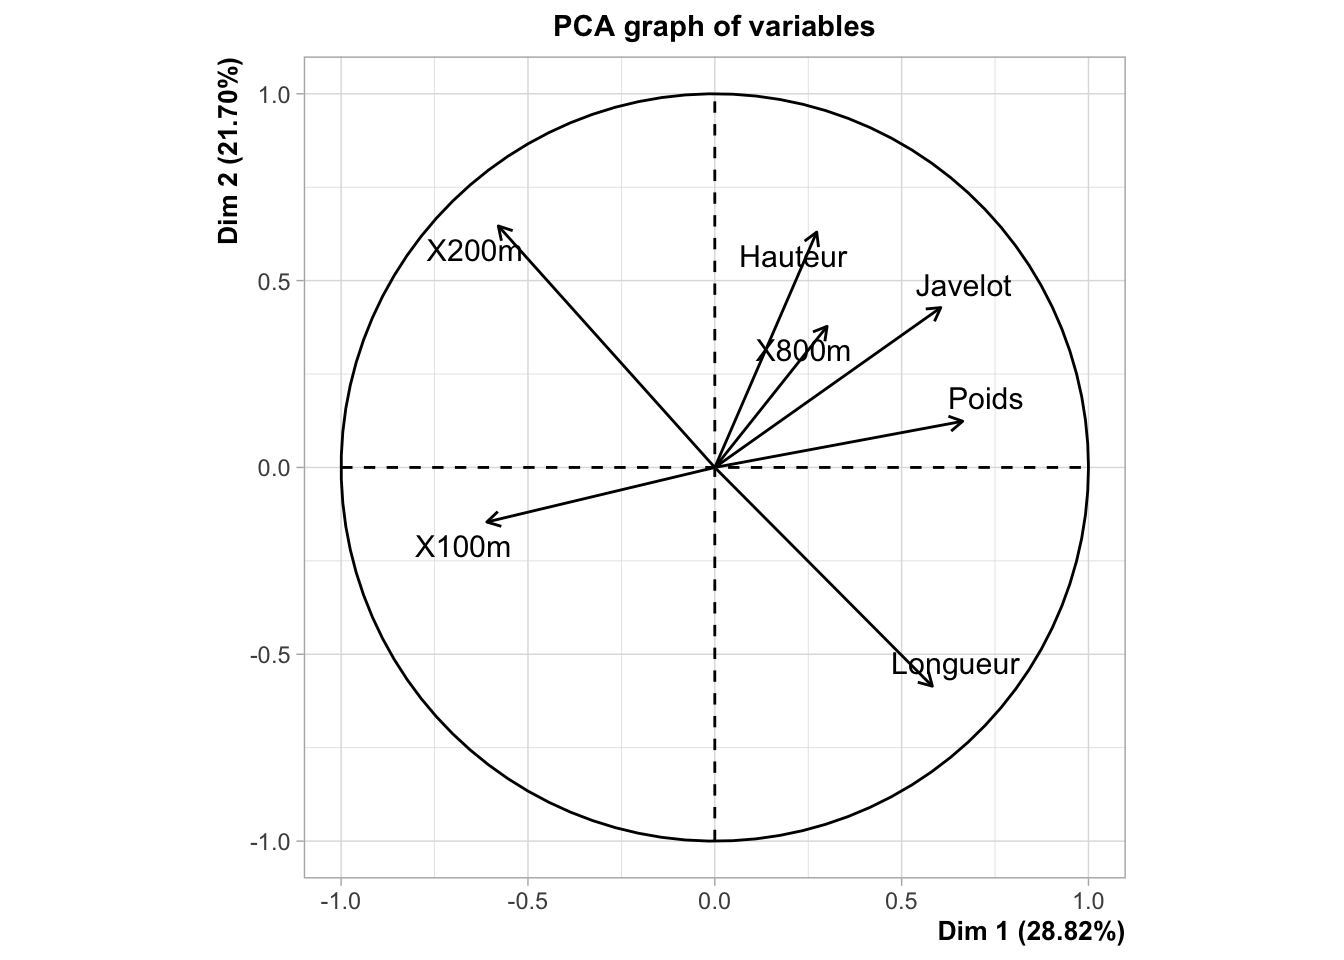 PCA graph of variables
Dim 2 (21.70%)
1.0
0.5
0.0
-0.5
-1.0
X200m
Hauteur
Javelot
X800m
Poids
X100m
Longueur
-1.0
-0.5
0.0
0.5
1.0
Dim 1 (28.82%)